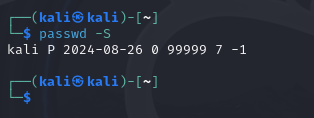 ┌──(kali㉿kali)-[~]
└─$ passwd -S
kali P 2024-08-26 0 99999 7 -1
┌──(kali㉿kali)-[~]
└─$